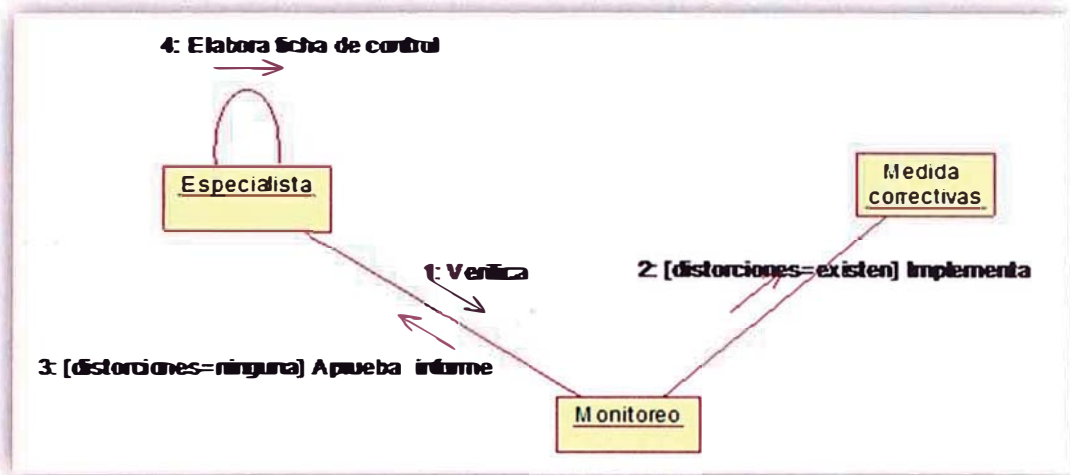 4: Elabora ficha de control
Especialista
Medida
correctivas
1: Verifica
2: [distorciones=existen] Implementa
3: [distorciones=ninguna] Aprueba informe
Monitoreo